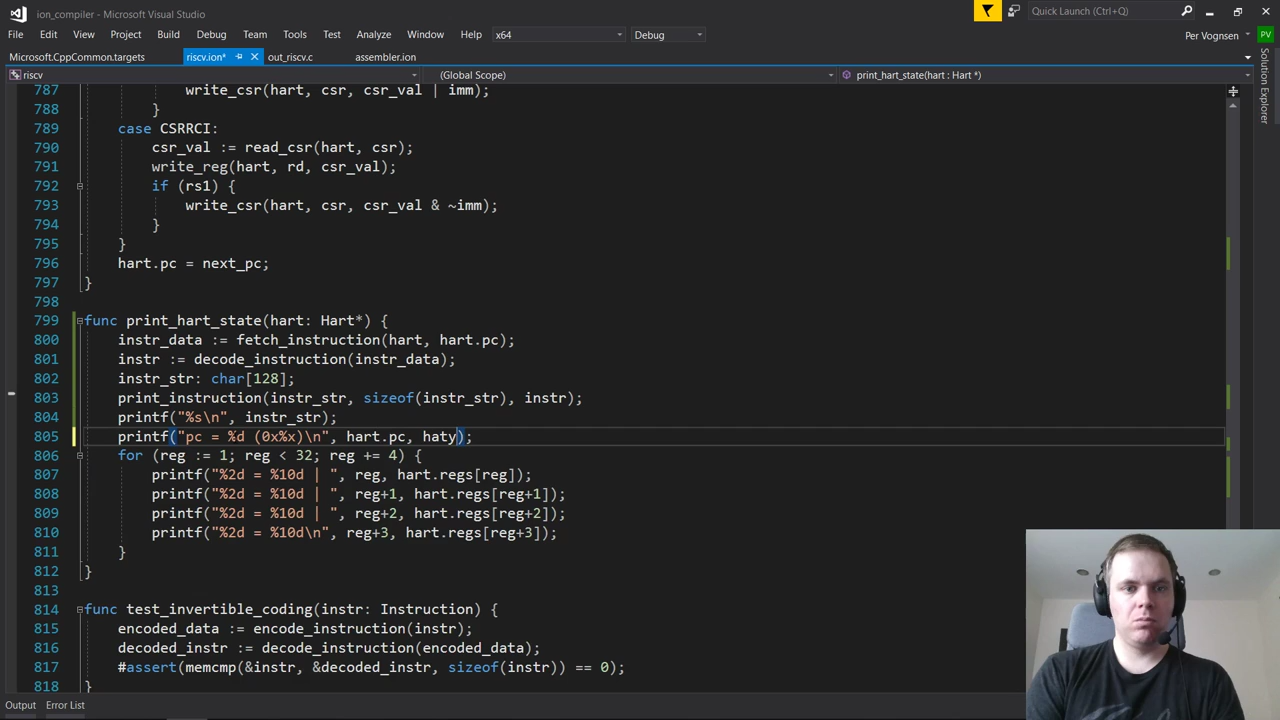 ion_compiler - Microsoft Visual Studio
Quick Launch (Ctrl+Q)
File Edit View Project Build Debug Team Tools Test Analyze Window Help x64 Debug
Per Vognsen PV
Microsoft.CppCommon.targets riscv.ion* out_riscv.c assembler.ion
riscv (Global Scope) print_hart_state(hart : Hart *)
Solution Explorer
787 write_csr(hart, csr, csr_val | imm);
788 }
789 case CSRRCI:
790 csr_val := read_csr(hart, csr);
791 write_reg(hart, rd, csr_val);
792 if (rs1) {
793 write_csr(hart, csr, csr_val & ~imm);
794 }
795 }
796 hart.pc = next_pc;
797 }
798
799 func print_hart_state(hart: Hart*) {
800 instr_data := fetch_instruction(hart, hart.pc);
801 instr := decode_instruction(instr_data);
802 instr_str: char[128];
803 print_instruction(instr_str, sizeof(instr_str), instr);
804 printf("%s\n", instr_str);
805 printf("pc = %d (0x%x)\n", hart.pc, haty);
806 for (reg := 1; reg < 32; reg += 4) {
807 printf("%2d = %10d | ", reg, hart.regs[reg]);
808 printf("%2d = %10d | ", reg+1, hart.regs[reg+1]);
809 printf("%2d = %10d | ", reg+2, hart.regs[reg+2]);
810 printf("%2d = %10d\n", reg+3, hart.regs[reg+3]);
811 }
812 }
813
814 func test_invertible_coding(instr: Instruction) {
815 encoded_data := encode_instruction(instr);
816 decoded_instr := decode_instruction(encoded_data);
817 #assert(memcmp(&instr, &decoded_instr, sizeof(instr)) == 0);
818 }
Output Error List